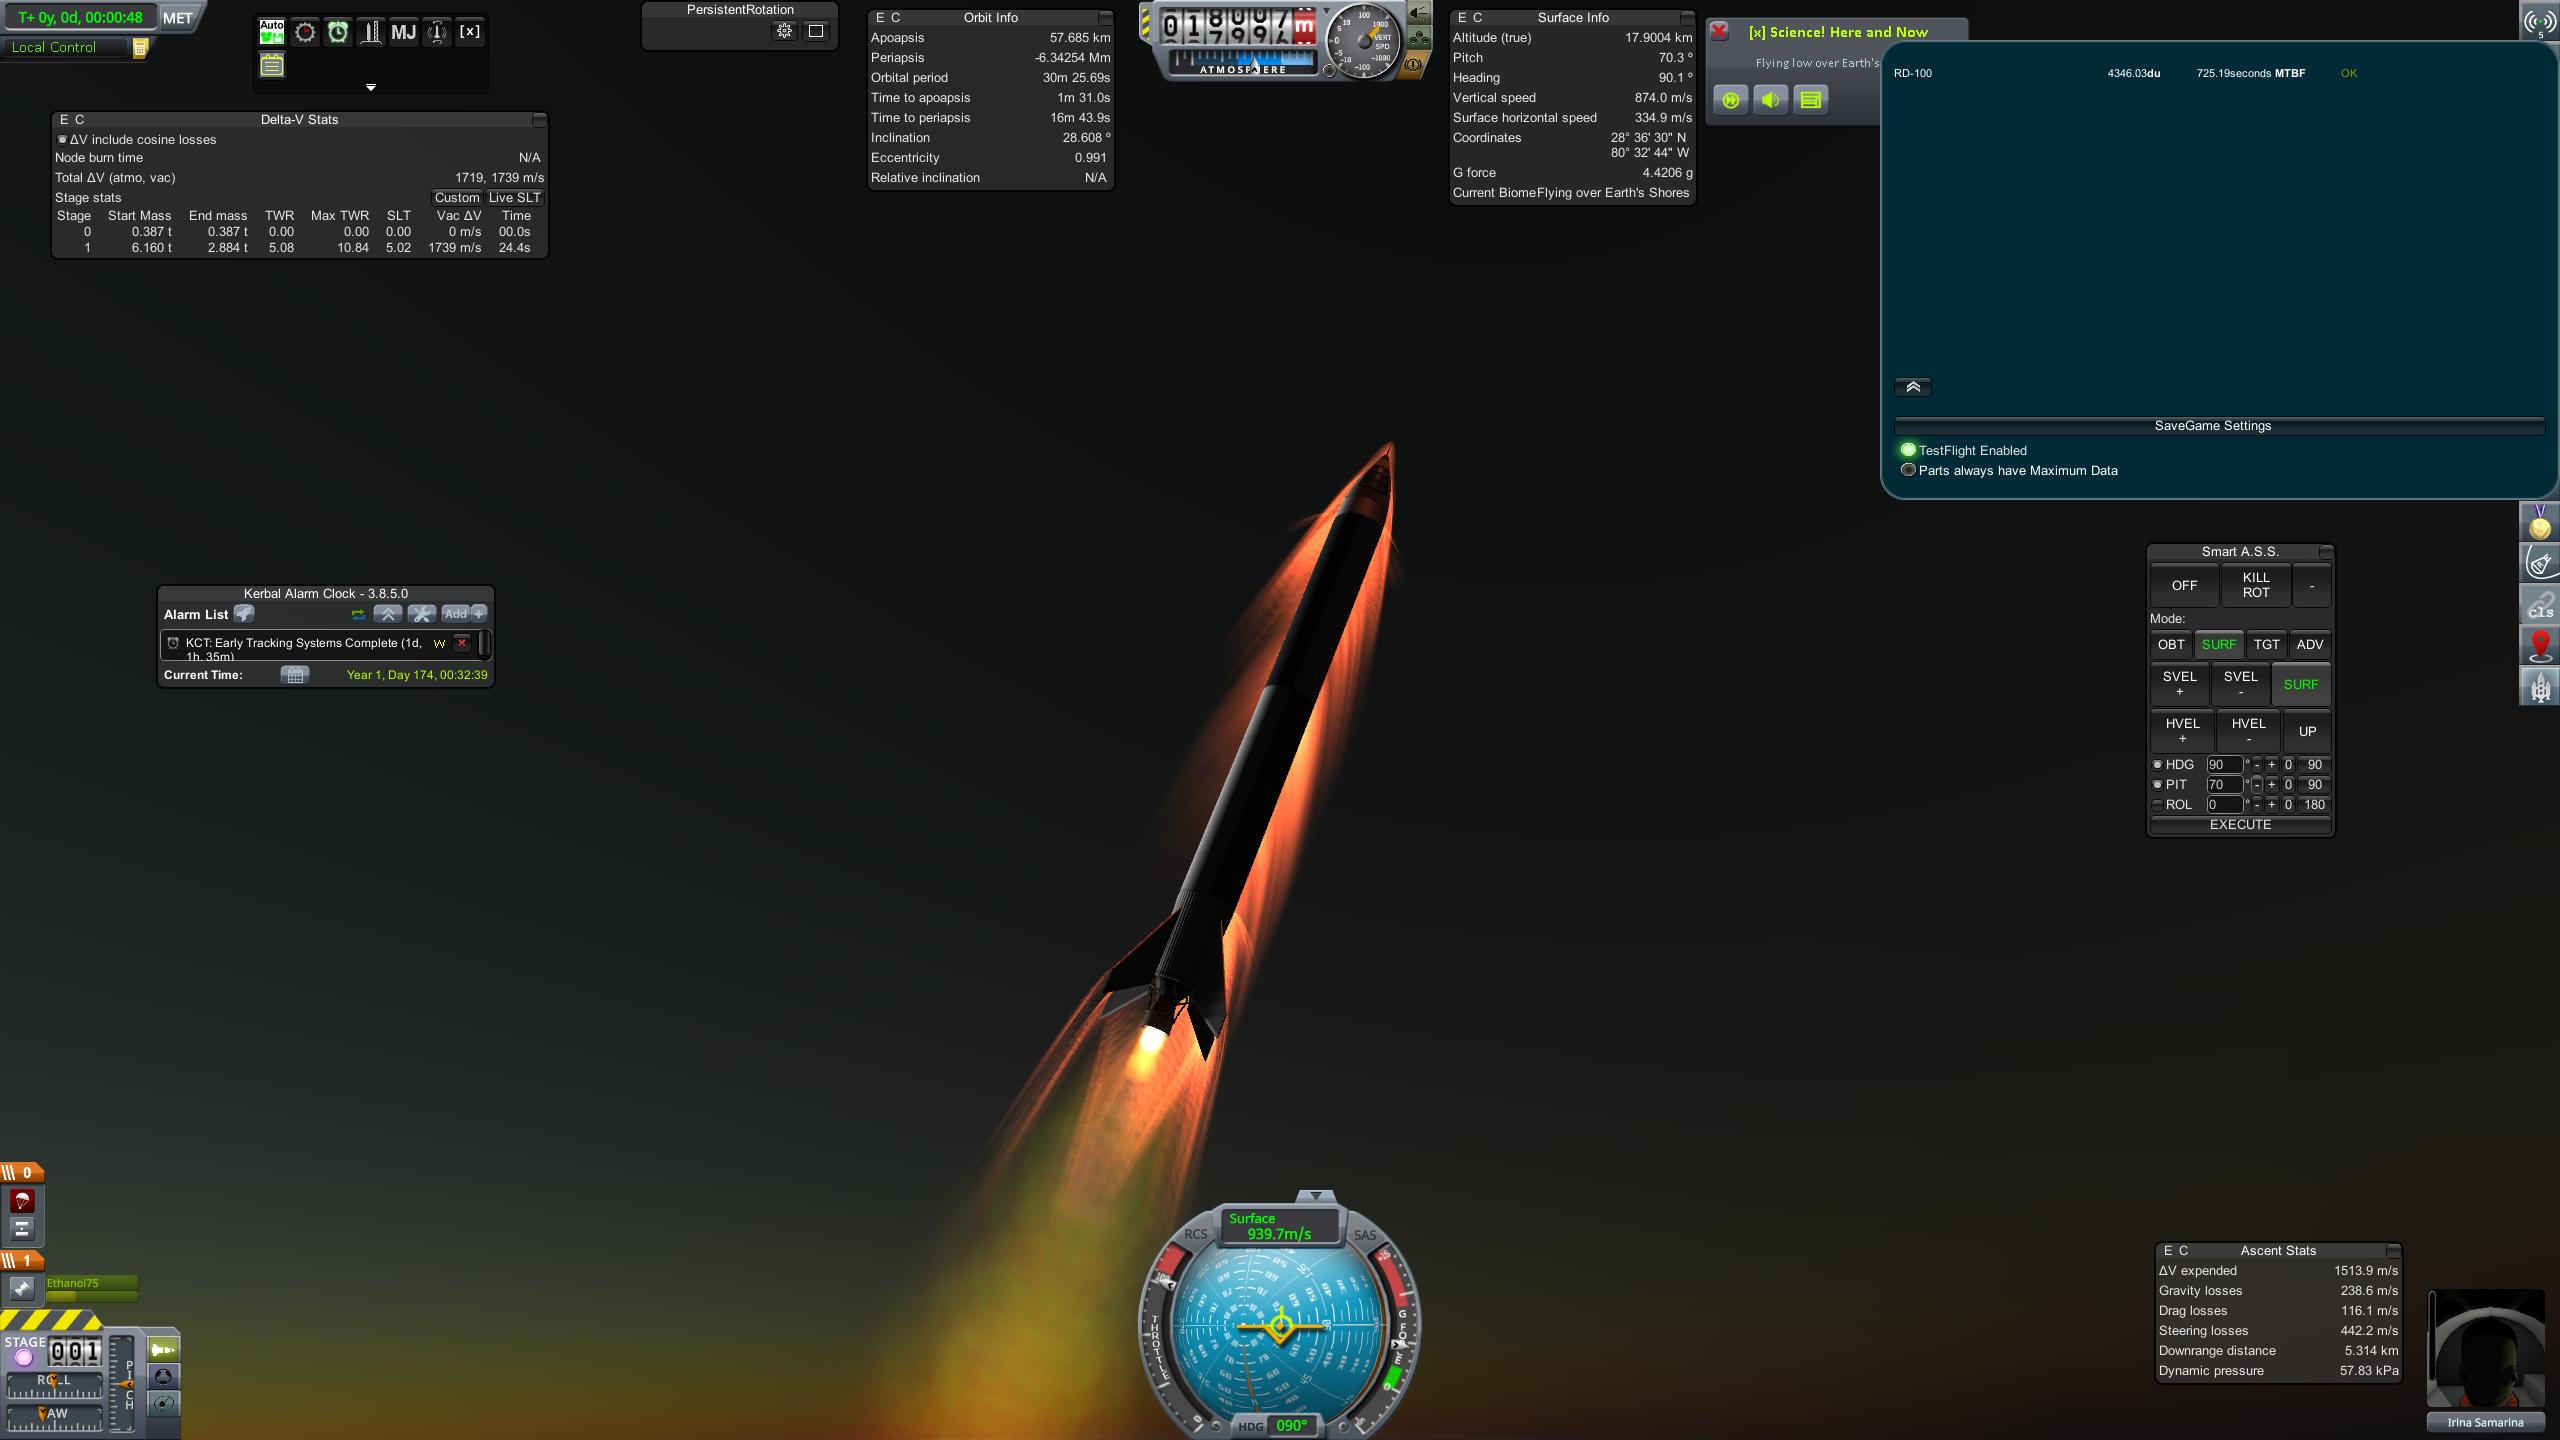 T+ 0y, 0d, 00:00:48 MET
Local Control
Auto
MJ
[x]
PersistentRotation
E C Delta-V Stats
ΔV include cosine losses
Node burn time N/A
Total ΔV (atmo, vac) 1719, 1739 m/s
Stage stats Custom Live SLT
Stage Start Mass End mass TWR Max TWR SLT Vac ΔV Time
0 0.387 t 0.387 t 0.00 0.00 0.00 0 m/s 00.0s
1 6.160 t 2.884 t 5.08 10.84 5.02 1739 m/s 24.4s
E C Orbit Info
Apoapsis 57.685 km
Periapsis -6.34254 Mm
Orbital period 30m 25.69s
Time to apoapsis 1m 31.0s
Time to periapsis 16m 43.9s
Inclination 28.608 º
Eccentricity 0.991
Relative inclination N/A
m
ATMOSPHERE
VERT
SPD
E C Surface Info
Altitude (true) 17.9004 km
Pitch 70.3 º
Heading 90.1 º
Vertical speed 874.0 m/s
Surface horizontal speed 334.9 m/s
Coordinates 28° 36' 30" N
80° 32' 44" W
G force 4.4206 g
Current BiomeFlying over Earth's Shores
[x] Science! Here and Now
Flying low over Earth's
RD-100 4346.03du 725.19seconds MTBF OK
SaveGame Settings
TestFlight Enabled
Parts always have Maximum Data
5
cls
Kerbal Alarm Clock - 3.8.5.0
Alarm List Add +
KCT: Early Tracking Systems Complete (1d, W
1h, 35m)
Current Time: Year 1, Day 174, 00:32:39
Smart A.S.S.
OFF KILL ROT -
Mode:
OBT SURF TGT ADV
SVEL + SVEL - SURF
HVEL + HVEL - UP
HDG 90 ° - + 0 90
PIT 70 ° - + 0 90
ROL 0 ° - + 0 180
EXECUTE
0
1
Ethanol75
STAGE 001
ROLL
YAW
PITCH
Surface
939.7m/s
RCS SAS
THROTTLE
G FORCE
HDG 090°
E C Ascent Stats
ΔV expended 1513.9 m/s
Gravity losses 238.6 m/s
Drag losses 116.1 m/s
Steering losses 442.2 m/s
Downrange distance 5.314 km
Dynamic pressure 57.83 kPa
Irina Samarina